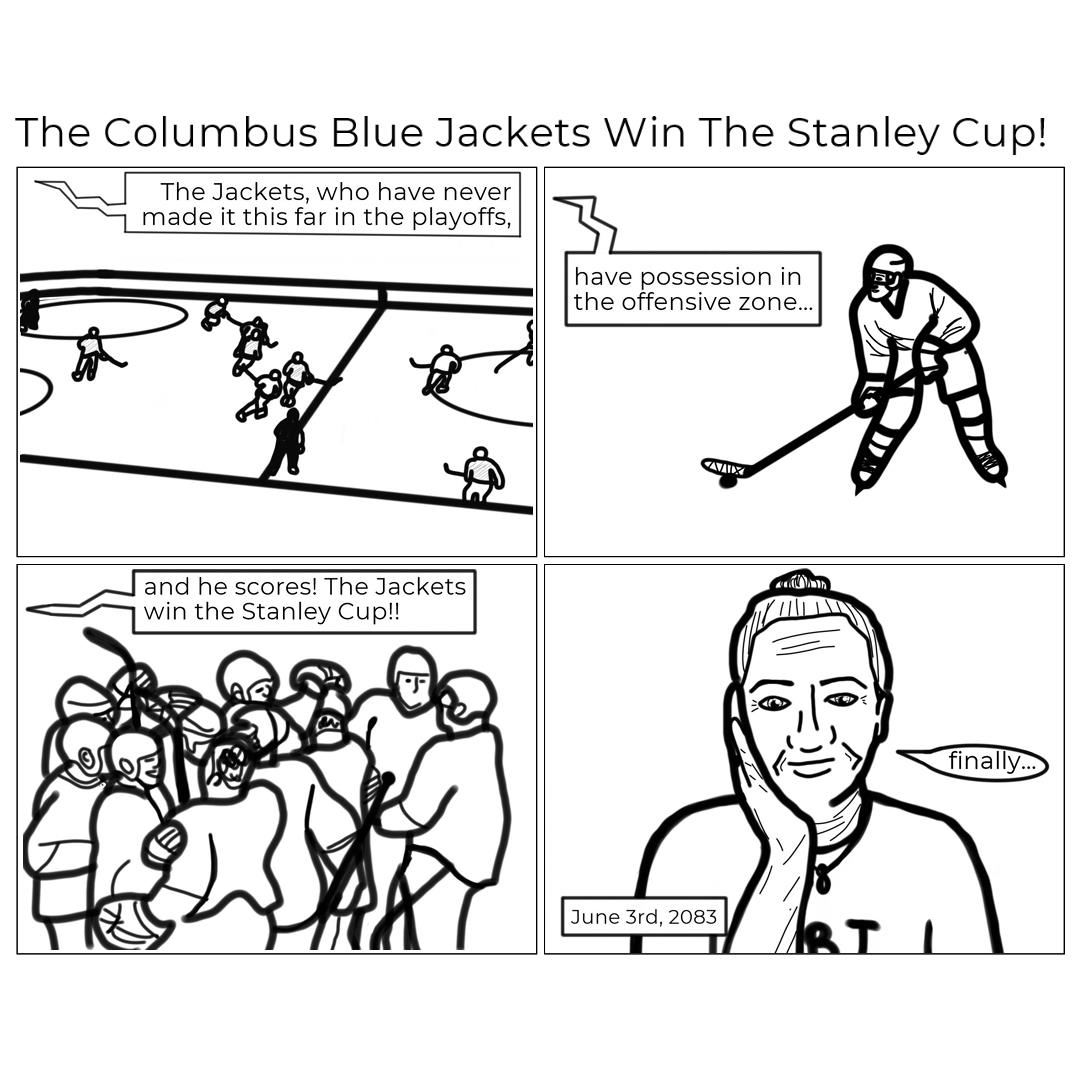 The Columbus Blue Jackets Win The Stanley Cup!
The Jackets, who have never
made it this far in the playoffs,
have possession in
the offensive zone...
and he scores! The Jackets
win the Stanley Cup!!
finally...
June 3rd, 2083
BJ